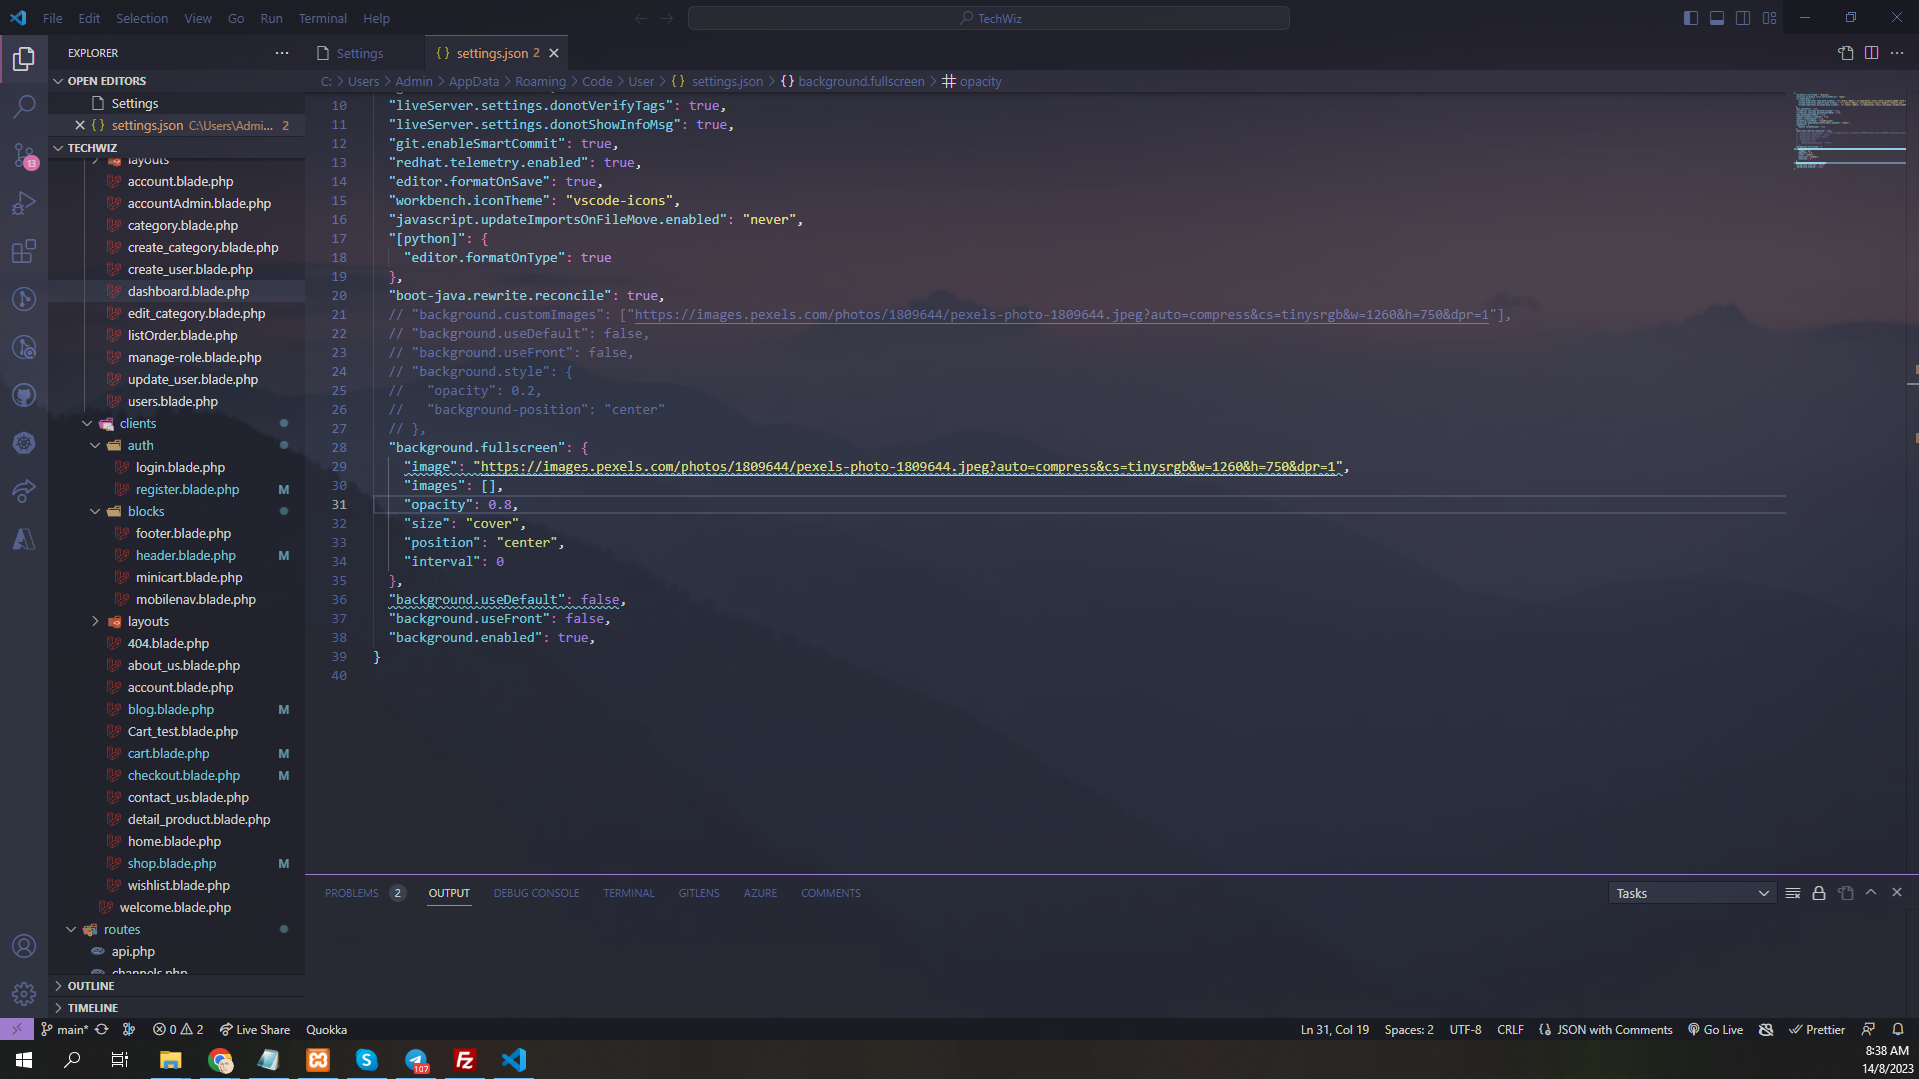 File Edit Selection View Go Run Terminal Help
TechWiz
EXPLORER
Settings
settings.json 2
OPEN EDITORS
Settings
settings.json C:\Users\Admi... 2
TECHWIZ
layouts
account.blade.php
accountAdmin.blade.php
category.blade.php
create_category.blade.php
create_user.blade.php
dashboard.blade.php
edit_category.blade.php
listOrder.blade.php
manage-role.blade.php
update_user.blade.php
users.blade.php
clients
auth
login.blade.php
register.blade.php M
blocks
footer.blade.php
header.blade.php M
minicart.blade.php
mobilenav.blade.php
layouts
404.blade.php
about_us.blade.php
account.blade.php
blog.blade.php M
Cart_test.blade.php
cart.blade.php M
checkout.blade.php M
contact_us.blade.php
detail_product.blade.php
home.blade.php
shop.blade.php M
wishlist.blade.php
welcome.blade.php
routes
api.php
channels.php
OUTLINE
TIMELINE
13
C: > Users > Admin > AppData > Roaming > Code > User > {} settings.json > {} background.fullscreen > # opacity
10 "liveServer.settings.donotVerifyTags": true,
11 "liveServer.settings.donotShowInfoMsg": true,
12 "git.enableSmartCommit": true,
13 "redhat.telemetry.enabled": true,
14 "editor.formatOnSave": true,
15 "workbench.iconTheme": "vscode-icons",
16 "javascript.updateImportsOnFileMove.enabled": "never",
17 "[python]": {
18 "editor.formatOnType": true
19 },
20 "boot-java.rewrite.reconcile": true,
21 // "background.customImages": ["https://images.pexels.com/photos/1809644/pexels-photo-1809644.jpeg?auto=compress&cs=tinysrgb&w=1260&h=750&dpr=1"],
22 // "background.useDefault": false,
23 // "background.useFront": false,
24 // "background.style": {
25 // "opacity": 0.2,
26 // "background-position": "center"
27 // },
28 "background.fullscreen": {
29 "image": "https://images.pexels.com/photos/1809644/pexels-photo-1809644.jpeg?auto=compress&cs=tinysrgb&w=1260&h=750&dpr=1",
30 "images": [],
31 "opacity": 0.8,
32 "size": "cover",
33 "position": "center",
34 "interval": 0
35 },
36 "background.useDefault": false,
37 "background.useFront": false,
38 "background.enabled": true,
39 }
40
PROBLEMS 2 OUTPUT DEBUG CONSOLE TERMINAL GITLENS AZURE COMMENTS
Tasks
main* 0 2 Live Share Quokka
Ln 31, Col 19 Spaces: 2 UTF-8 CRLF JSON with Comments Go Live Prettier
107
8:38 AM
14/8/2023